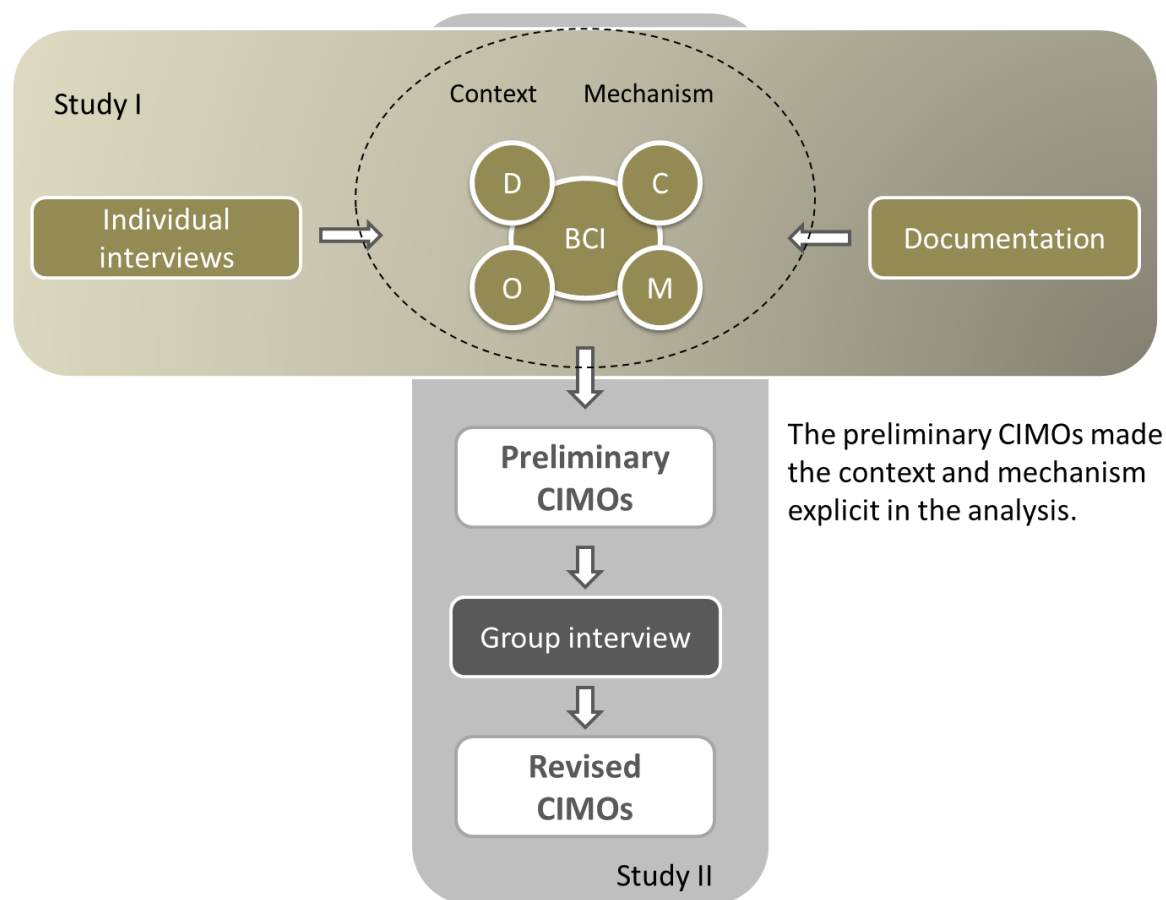 Study I
Context
Mechanism
D
C
BCI
O
M
Individual
interviews
Documentation
Preliminary
CIMOs
The preliminary CIMOs made
the context and mechanism
explicit in the analysis.
Group interview
Revised
CIMOs
Study II